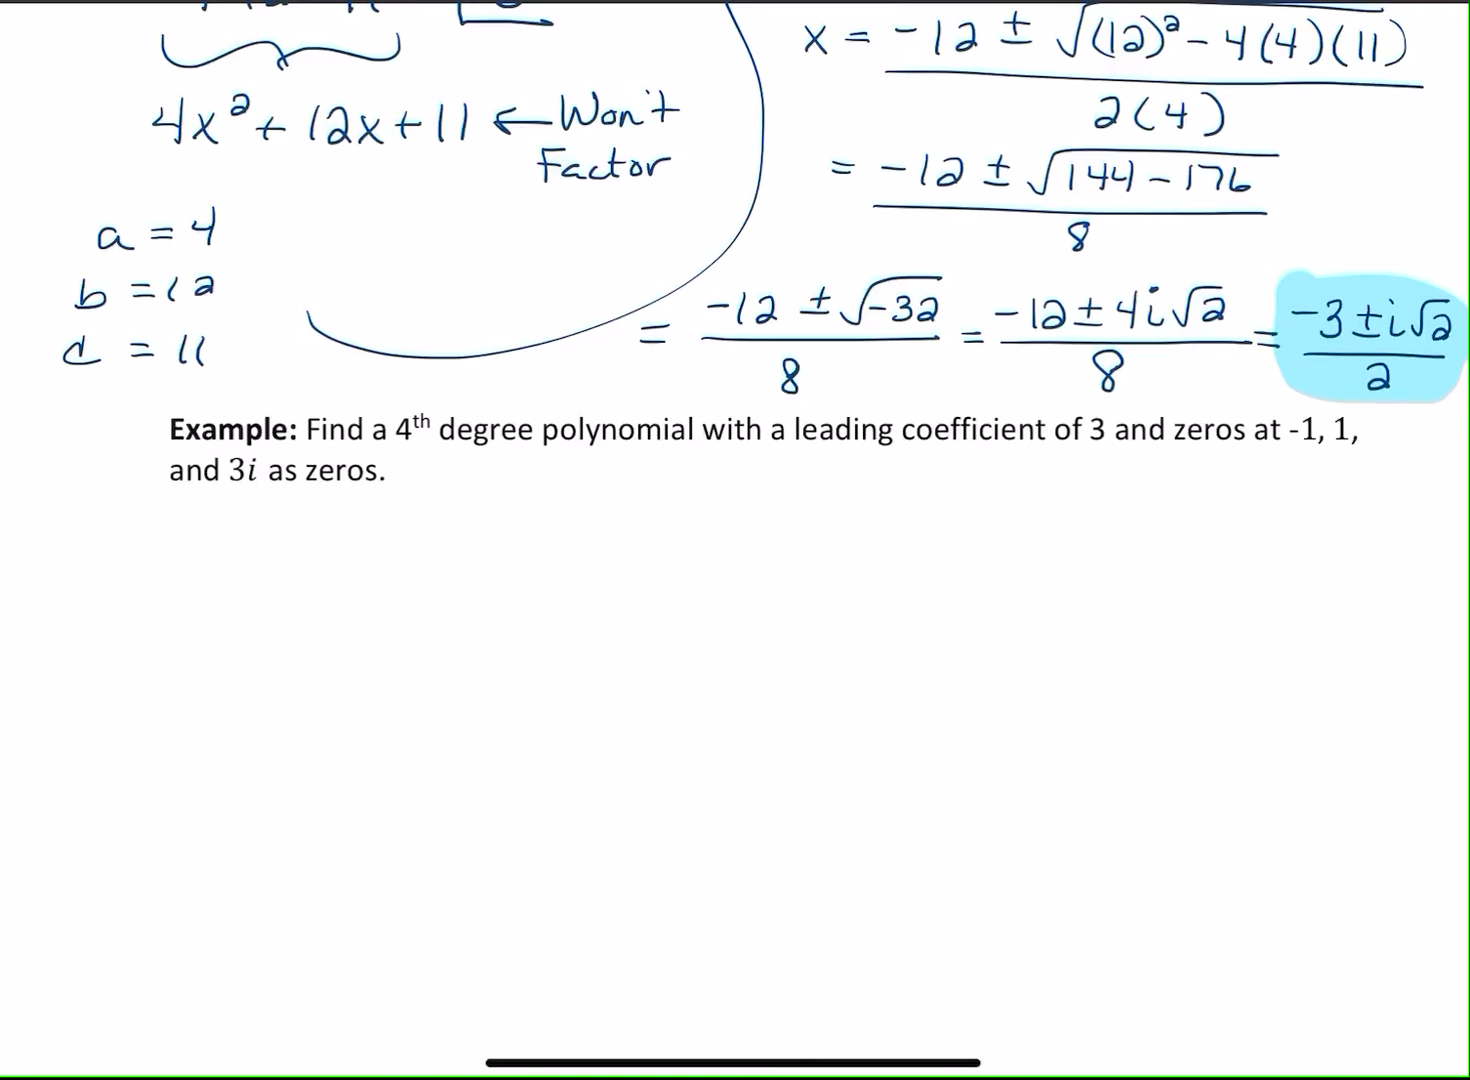 x = -12 ± √(12)² - 4(4)(11)
2(4)
4x² + 12x + 11 ← Won't
Factor
= -12 ± √144 - 176
8
a = 4
b = 12
c = 11
= -12 ± √-32 = -12 ± 4i√2 = -3 ± i√2
8 8 2
Example: Find a 4th degree polynomial with a leading coefficient of 3 and zeros at -1, 1,
and 3i as zeros.